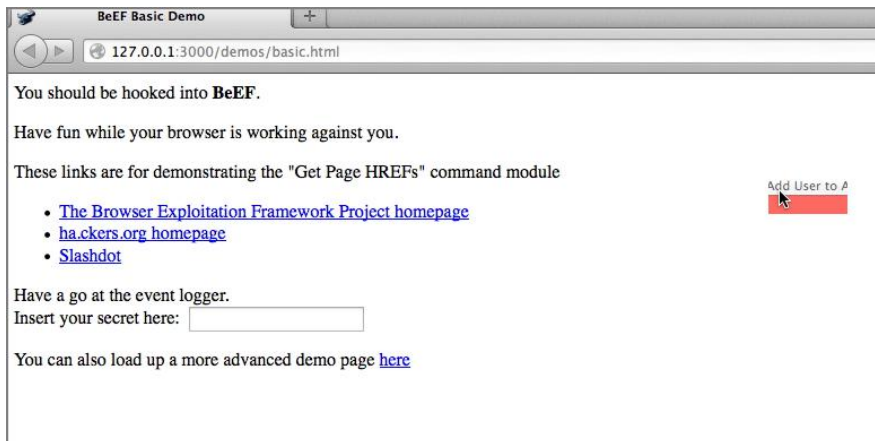 BeEF Basic Demo
127.0.0.1:3000/demos/basic.html
You should be hooked into BeEF.
Have fun while your browser is working against you.
These links are for demonstrating the "Get Page HREFs" command module
Add User to A
The Browser Exploitation Framework Project homepage
ha.ckers.org homepage
Slashdot
Have a go at the event logger.
Insert your secret here:
You can also load up a more advanced demo page here